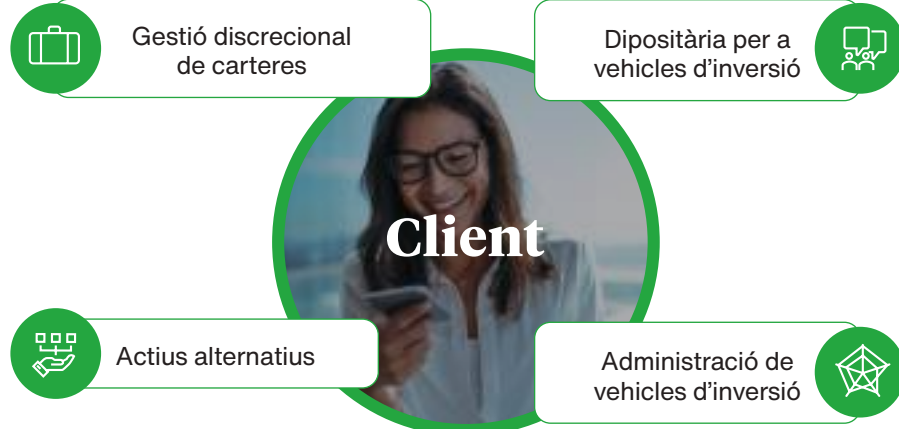 Gestió discrecional
de carteres
Dipositària per a
vehicles d’inversió
Client
Actius alternatius
Administració de
vehicles d’inversió